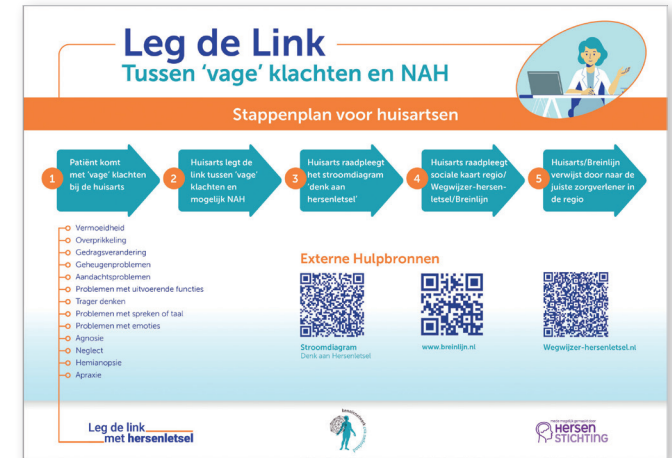 Leg de Link
Tussen ‘vage’ klachten en NAH
Stappenplan voor huisartsen
1
Patiënt komt
met ‘vage’ klachten
bij de huisarts
2
Huisarts legt de
link tussen ‘vage’
klachten en
mogelijk NAH
3
Huisarts raadpleegt
het stroomdiagram
‘denk aan
hersenletsel’
4
Huisarts raadpleegt
sociale kaart regio/
Wegwijzer-hersen-
letsel/Breinlijn
5
Huisarts/Breinlijn
verwijst door naar de
juiste zorgverlener in
de regio
Vermoeidheid
Overprikkeling
Gedragsverandering
Geheugenproblemen
Aandachtsproblemen
Problemen met uitvoerende functies
Trager denken
Problemen met spreken of taal
Problemen met emoties
Agnosie
Neglect
Hemianopsie
Apraxie
Externe Hulpbronnen
Stroomdiagram
Denk aan Hersenletsel
www.breinlijn.nl
Wegwijzer-hersenletsel.nl
Leg de link
met hersenletsel
HERSEN
STICHTING